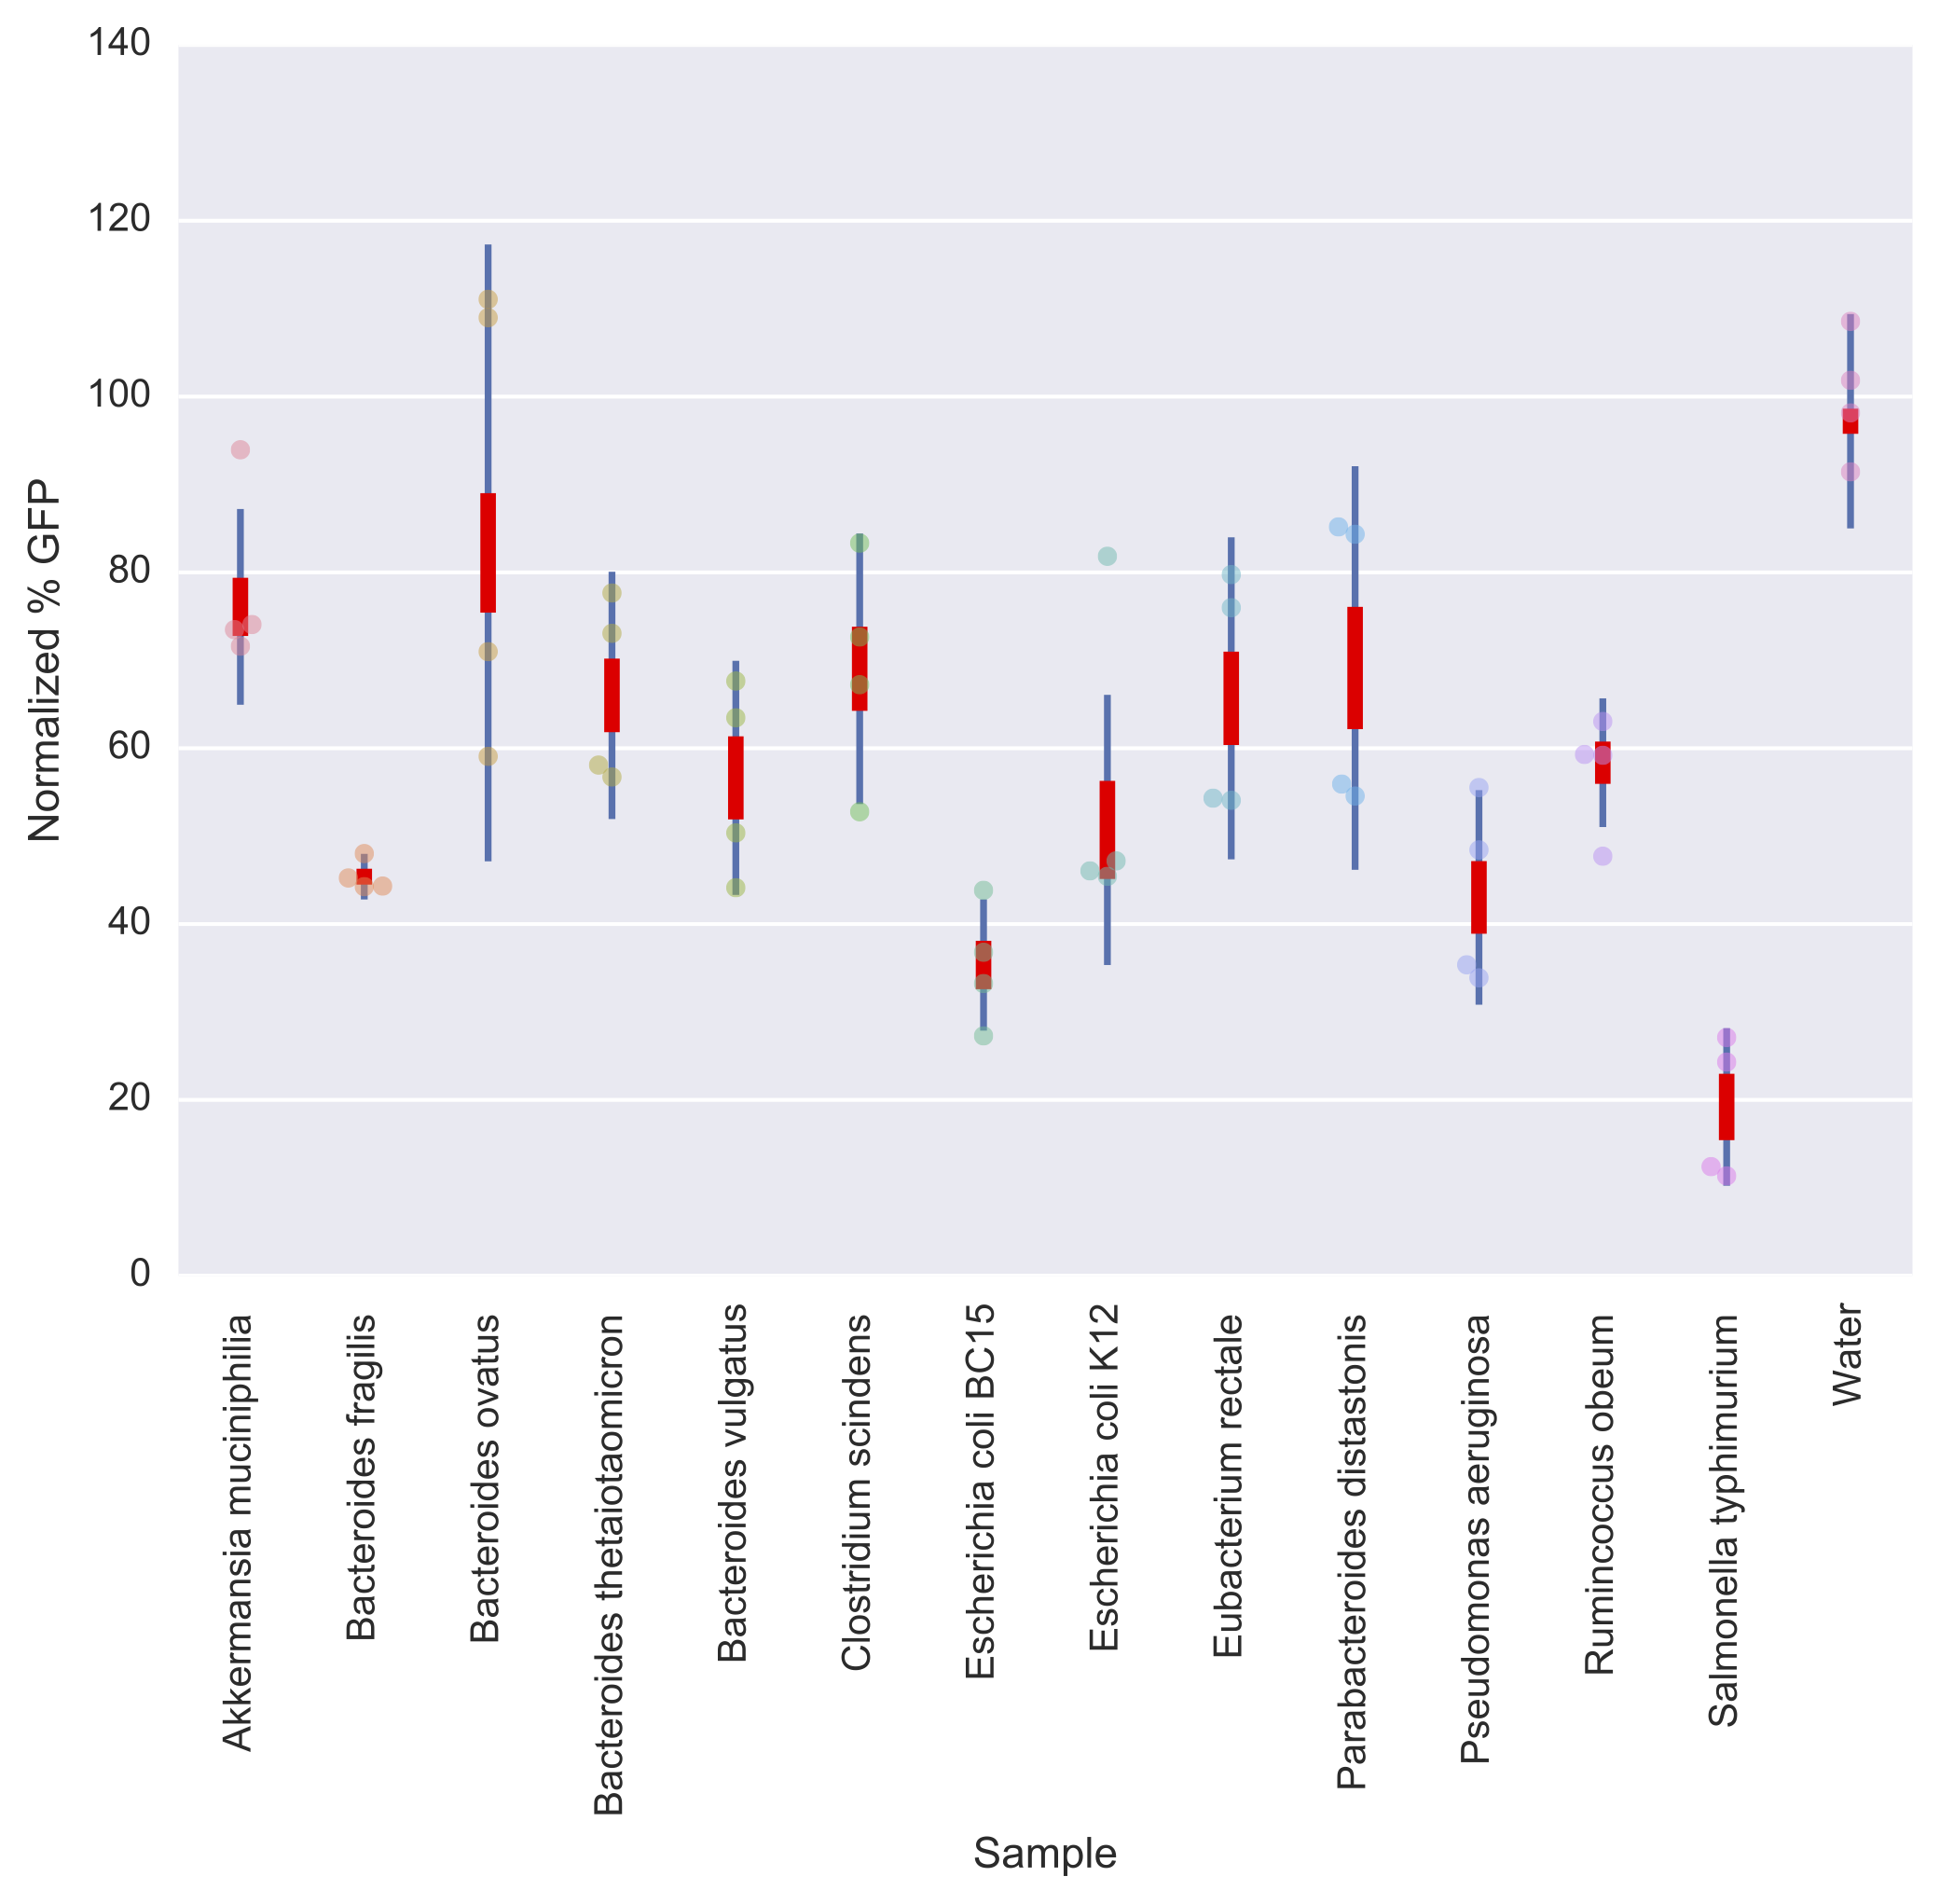 140
120
100
80
60
40
20
0
Normalized % GFP
Akkermansia muciniphilia
Bacteroides fragilis
Bacteroides ovatus
Bacteroides thetaiotaomicron
Bacteroides vulgatus
Clostridium scindens
Escherichia coli BC15
Escherichia coli K12
Eubacterium rectale
Parabacteroides distastonis
Pseudomonas aeruginosa
Ruminococcus obeum
Salmonella typhimurium
Water
Sample